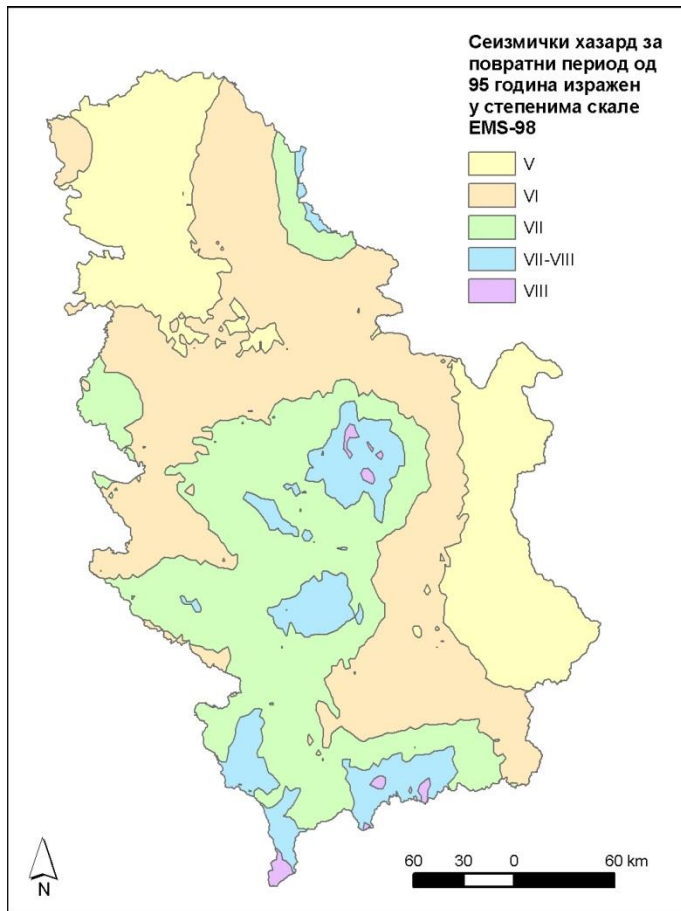 Сеизмички хазард за
повратни период од
95 година изражен
у степенима скале
EMS-98
V
VI
VII
VII-VIII
VIII
N
60 30 0 60 km